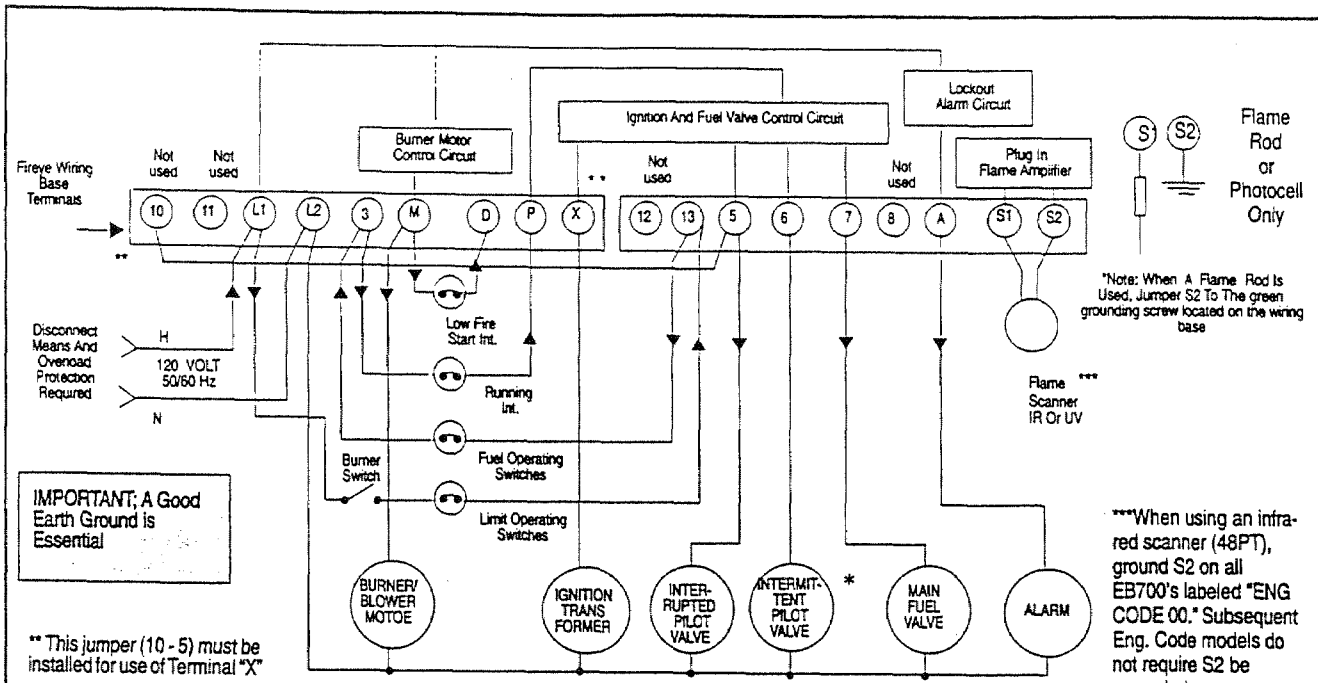 Lockout
Alarm Circuit
Ignition And Fuel Valve Control Circuit
Burner Motor
Control Circuit
Plug In
Flame Amplifier
S1
S2
Flame
Rod
or
Photocell
Only
Fireye Wiring
Base
Terminals
Not
used
Not
used
Not
used
Not
used
**
10
11
L1
L2
3
M
D
P
X
12
13
5
6
7
8
A
S1
S2
**
*Note: When A Flame Rod Is
Used, Jumper S2 To The green
grounding screw located on the wiring
base
Disconnect
Means And
Overload
Protection
Required
H
120 VOLT
50/60 Hz
N
Low Fire
Start Int.
Running
Int.
Flame ***
Scanner
IR Or UV
Burner
Switch
Fuel Operating
Switches
Limit Operating
Switches
IMPORTANT; A Good
Earth Ground is
Essential
BURNER/
BLOWER
MOTOE
IGNITION
TRANS
FORMER
INTER-
RUPTED
PILOT
VALVE
INTERMIT-
TENT
PILOT
VALVE
*
MAIN
FUEL
VALVE
ALARM
***When using an infra-
red scanner (48PT),
ground S2 on all
EB700's labeled "ENG
CODE 00." Subsequent
Eng. Code models do
not require S2 be
** This jumper (10 - 5) must be
installed for use of Terminal "X"